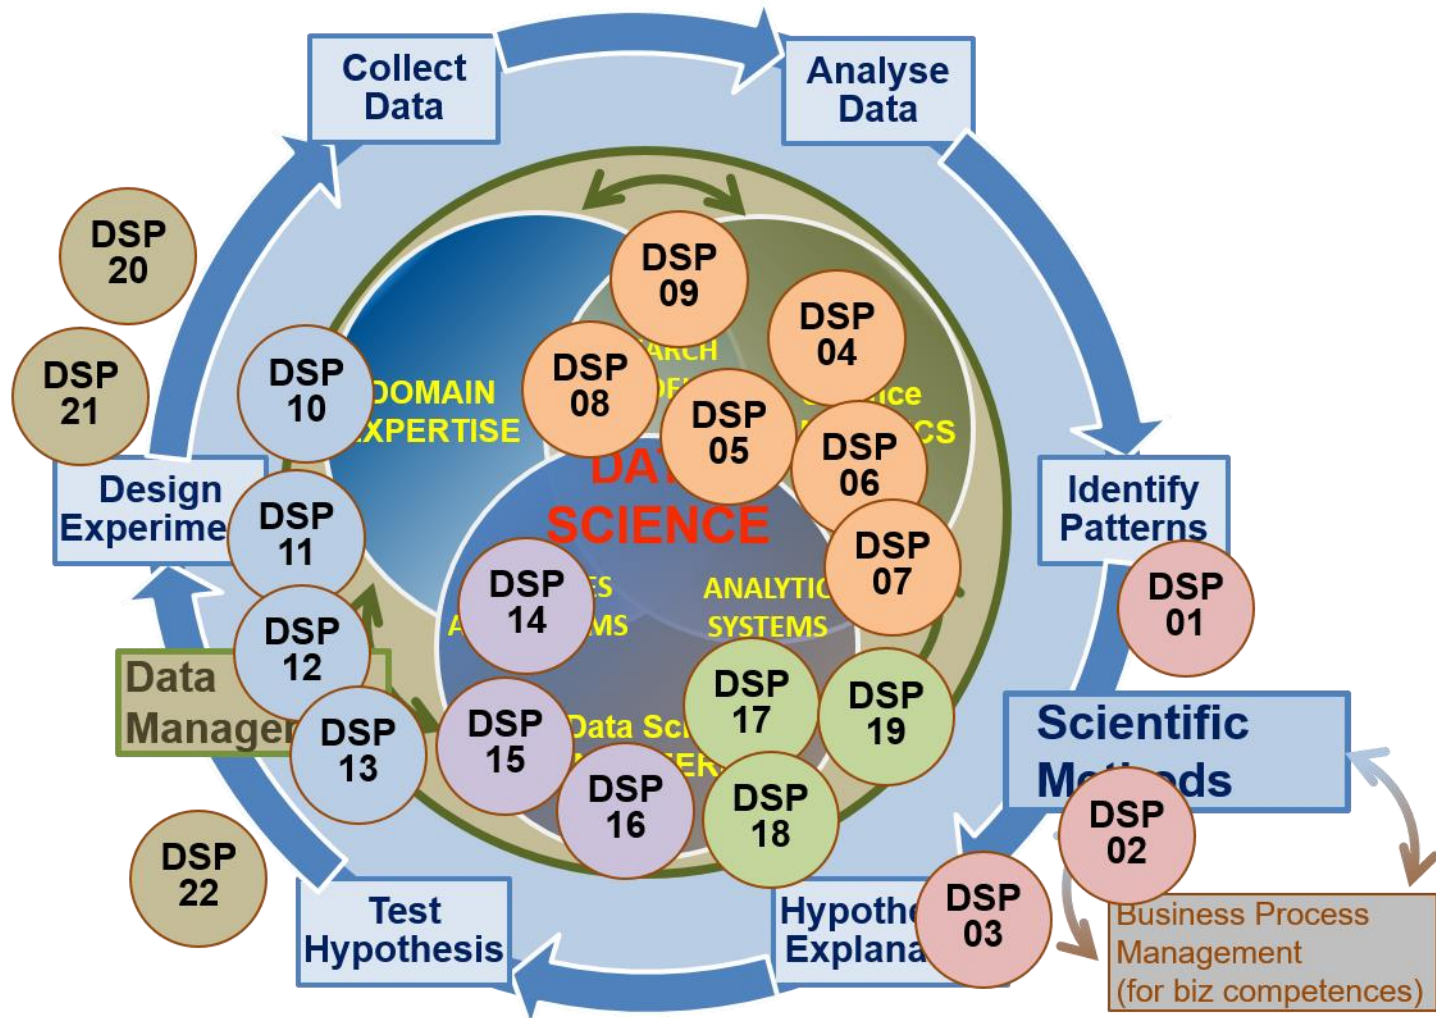 Collect
Data
Analyse
Data
DSP
20
DSP
09
DSP
04
DSP
21
DSP
10
DOMAIN
EXPERTISE
DSP
08
DSP
05
DSP
06
DATA
SCIENCE
Design
DSP
11
Identify
Patterns
DSP
07
DSP
01
DSP
14
SYSTEMS
DSP
12
Data
DSP
13
DSP
15
DSP
16
Data
DSP
17
DSP
18
DSP
19
Scientific
DSP
02
DSP
22
Test
Hypothesis
DSP
03
Business Process
Management
(for biz competences)